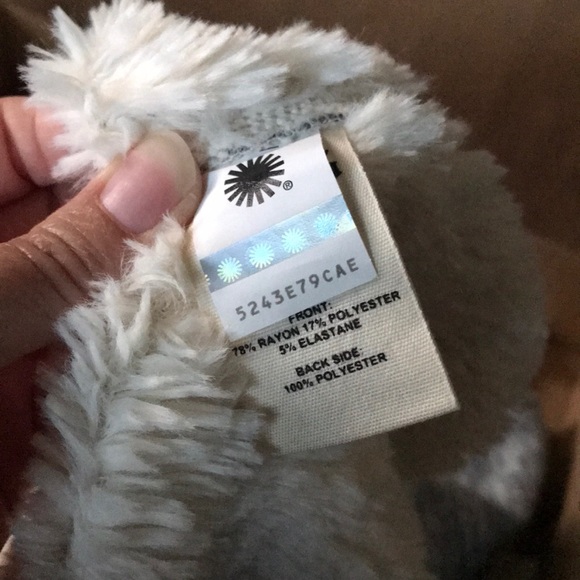 ®
5243E79CAE
FRONT:
78% RAYON 17% POLYESTER
5% ELASTANE
BACK SIDE:
100% POLYESTER